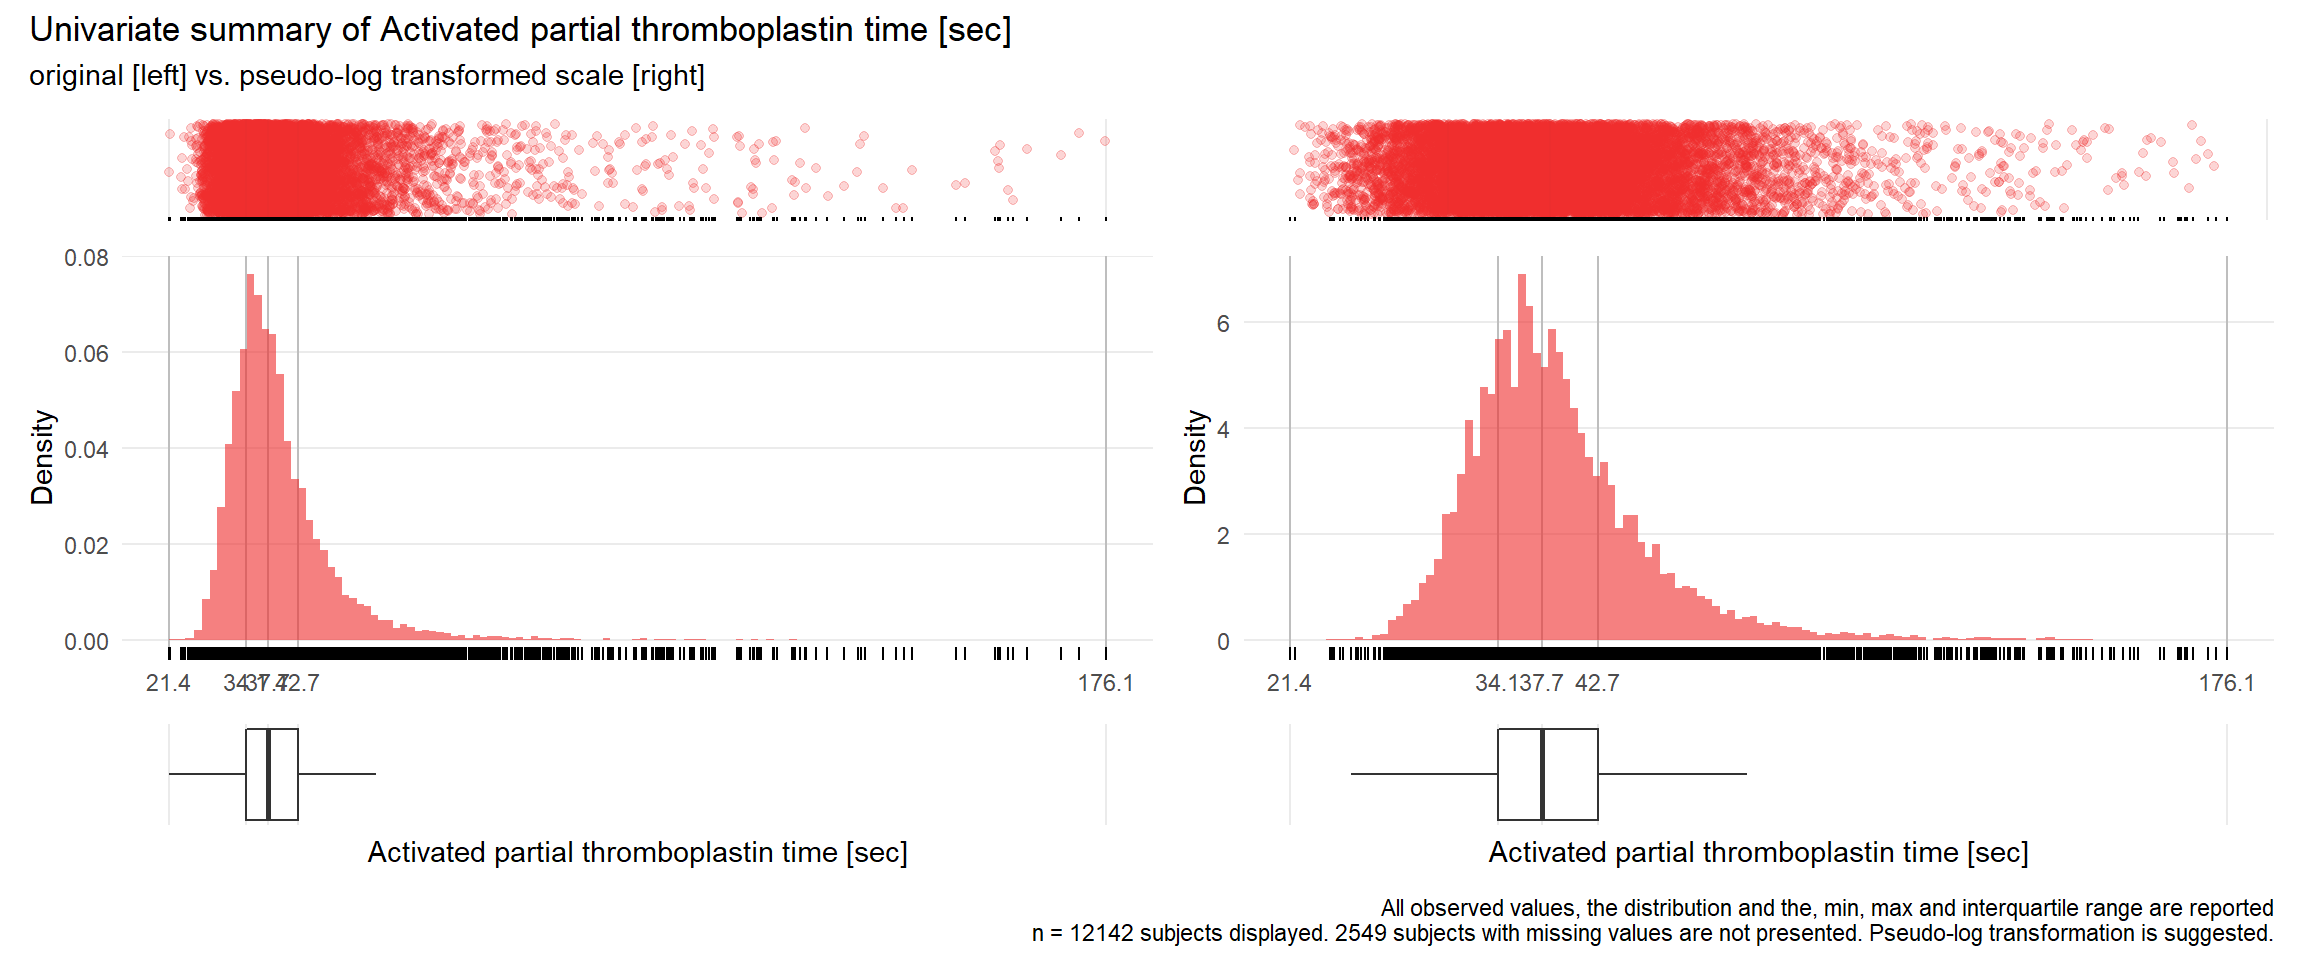 Univariate summary of Activated partial thromboplastin time [sec]
original [left] vs. pseudo-log transformed scale [right]
0.08
0.06
0.04
0.02
0.00
Density
21.4 34.1 37.7 42.7 176.1
Activated partial thromboplastin time [sec]
6
4
2
0
Density
21.4 34.1 37.7 42.7 176.1
Activated partial thromboplastin time [sec]
All observed values, the distribution and the, min, max and interquartile range are reported
n = 12142 subjects displayed. 2549 subjects with missing values are not presented. Pseudo-log transformation is suggested.